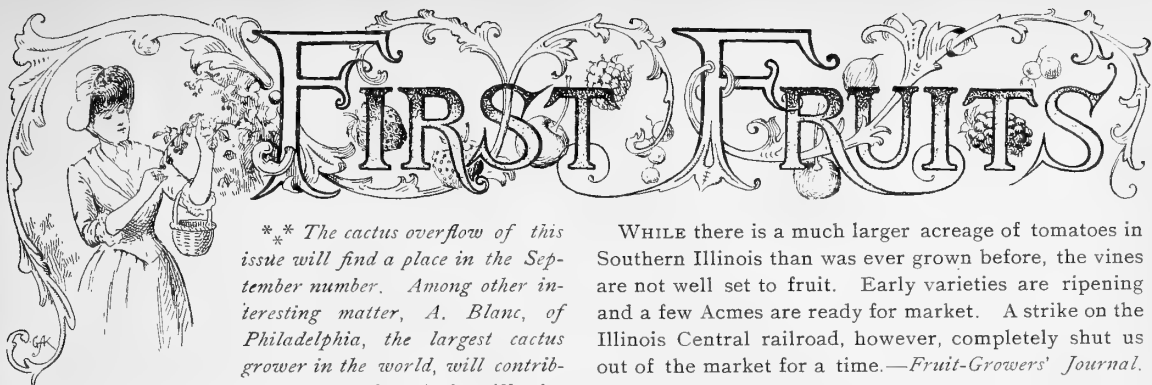 FIRST FRUITS
*** The cactus overflow of this
issue will find a place in the Sep-
tember number. Among other in-
teresting matter, A. Blanc, of
Philadelphia, the largest cactus
grower in the world, will contrib-
WHILE there is a much larger acreage of tomatoes in
Southern Illinois than was ever grown before, the vines
are not well set to fruit. Early varieties are ripening
and a few Acmes are ready for market. A strike on the
Illinois Central railroad, however, completely shut us
out of the market for a time.—Fruit-Growers' Journal.